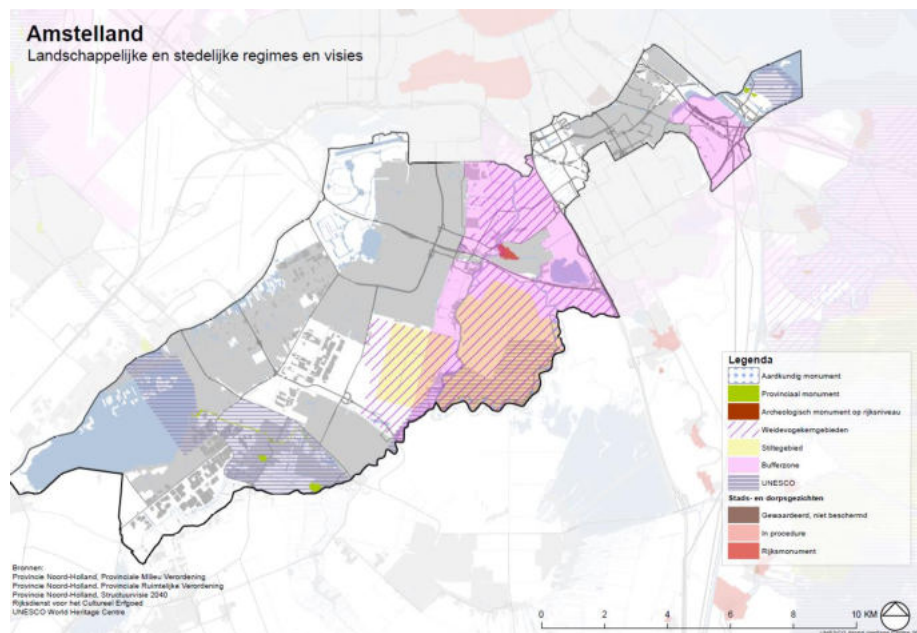 Amstelland
Landschappelijke en stedelijke regimes en visies
Legenda
Aardkundig monument
Provinciaal monument
Archeologisch monument op rijksniveau
Weidevogelkerngebieden
Stiltegebied
Bufferzone
UNESCO
Stads- en dorpsgezichten
Gewaardeerd, niet beschermd
In procedure
Rijksmonument
Bronnen:
Provincie Noord-Holland, Provinciale Milieu Verordening
Provincie Noord-Holland, Provinciale Ruimtelijke Verordening
Provincie Noord-Holland, Structuurvisie 2040
Rijksdienst voor het Cultureel Erfgoed
UNESCO World Heritage Centre
0 2 4 6 8 10 KM